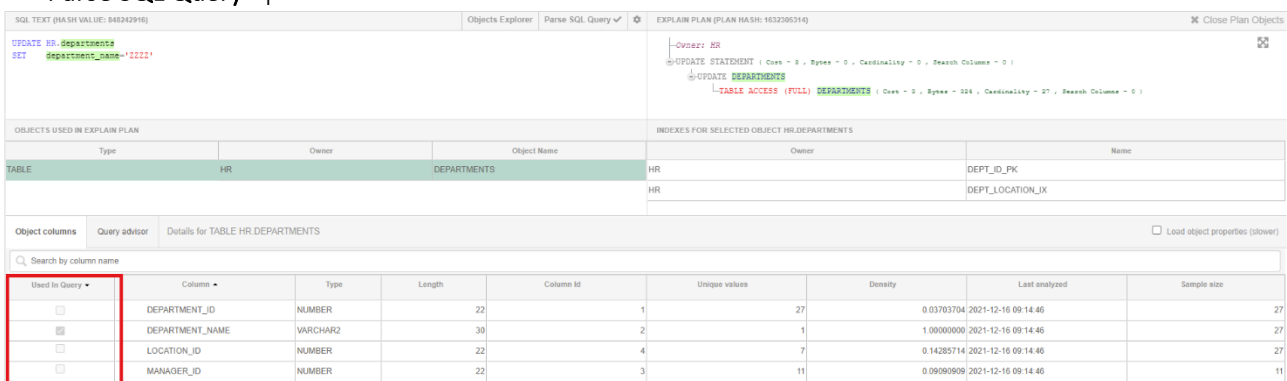 Parse SQL Query
SQL TEXT (HASH VALUE: 848242916) Objects Explorer Parse SQL Query ✓ EXPLAIN PLAN (PLAN HASH: 1632305314) ✖ Close Plan Objects
UPDATE HR.departments
SET department_name='ZZZZ'
Owner: HR
UPDATE STATEMENT ( Cost - 3 , Bytes - 0 , Cardinality - 0 , Search Columns - 0 )
UPDATE DEPARTMENTS
TABLE ACCESS (FULL) DEPARTMENTS ( Cost - 3 , Bytes - 324 , Cardinality - 27 , Search Columns - 0 )
OBJECTS USED IN EXPLAIN PLAN INDEXES FOR SELECTED OBJECT HR.DEPARTMENTS
Type Owner Object Name Owner Name
TABLE HR DEPARTMENTS HR DEPT_ID_PK
HR DEPT_LOCATION_IX
Object columns Query advisor Details for TABLE HR.DEPARTMENTS Load object properties (slower)
Search by column name
Used In Query Column Type Length Column Id Unique values Density Last analyzed Sample size
DEPARTMENT_ID NUMBER 22 1 27 0.03703704 2021-12-16 09:14:46 27
DEPARTMENT_NAME VARCHAR2 30 2 1 1.00000000 2021-12-16 09:14:46 27
LOCATION_ID NUMBER 22 4 7 0.14285714 2021-12-16 09:14:46 27
MANAGER_ID NUMBER 22 3 11 0.09090909 2021-12-16 09:14:46 11